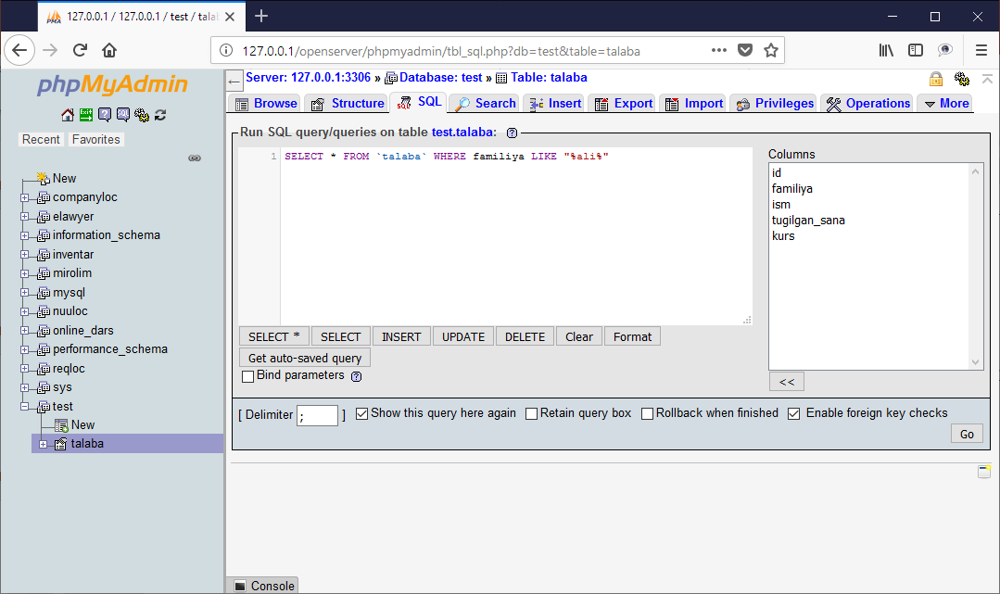 127.0.0.1 / 127.0.0.1 / test / tala
127.0.0.1/openserver/phpmyadmin/tbl_sql.php?db=test&table=talaba
phpMyAdmin
Recent Favorites
New
companyloc
elawyer
information_schema
inventar
mirolim
mysql
nuuloc
online_dars
performance_schema
reqloc
sys
test
New
talaba
Server: 127.0.0.1:3306 » Database: test » Table: talaba
Browse Structure SQL Search Insert Export Import Privileges Operations More
Run SQL query/queries on table test.talaba:
1 SELECT * FROM `talaba` WHERE familiya LIKE "%ali%"
Columns
id
familiya
ism
tugilgan_sana
kurs
SELECT * SELECT INSERT UPDATE DELETE Clear Format
Get auto-saved query
Bind parameters
<<
[ Delimiter ; ] Show this query here again Retain query box Rollback when finished Enable foreign key checks
Go
Console